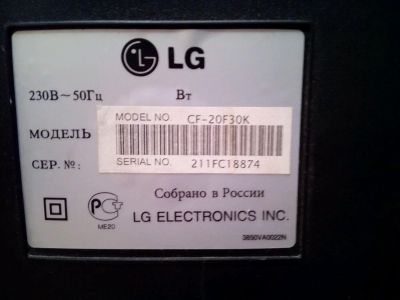 LG
230В~50Гц Вт
MODEL NO. CF-20F30K
МОДЕЛЬ
СЕР. №: SERIAL NO. 211FC18874
Собрано в России
РСТ
ME20
LG ELECTRONICS INC.
3850VA0022N